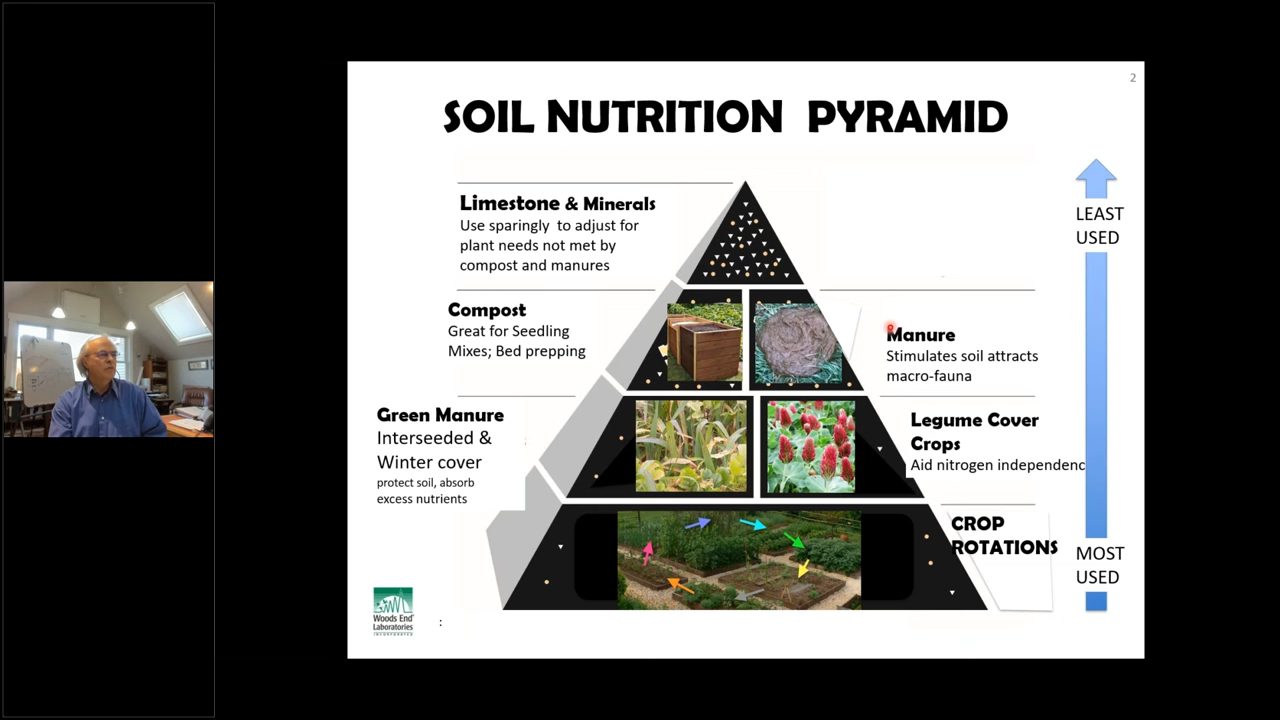 2
SOIL NUTRITION PYRAMID
Limestone & Minerals
Use sparingly to adjust for
plant needs not met by
compost and manures
LEAST
USED
Compost
Great for Seedling
Mixes; Bed prepping
Manure
Stimulates soil attracts
macro-fauna
Green Manure
Interseeded &
Winter cover
protect soil, absorb
excess nutrients
Legume Cover
Crops
Aid nitrogen independenc
CROP
ROTATIONS
MOST
USED
Woods End
Laboratories
INCORPORATED
: